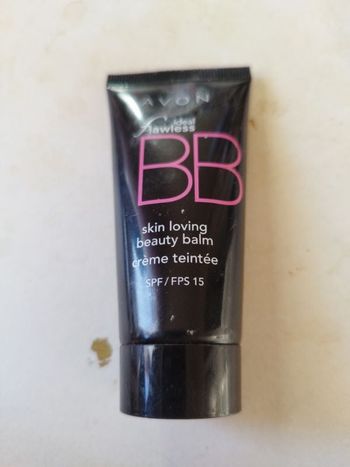 AVON
ideal
flawless
BB
skin loving
beauty balm
crème teintée
SPF/FPS 15